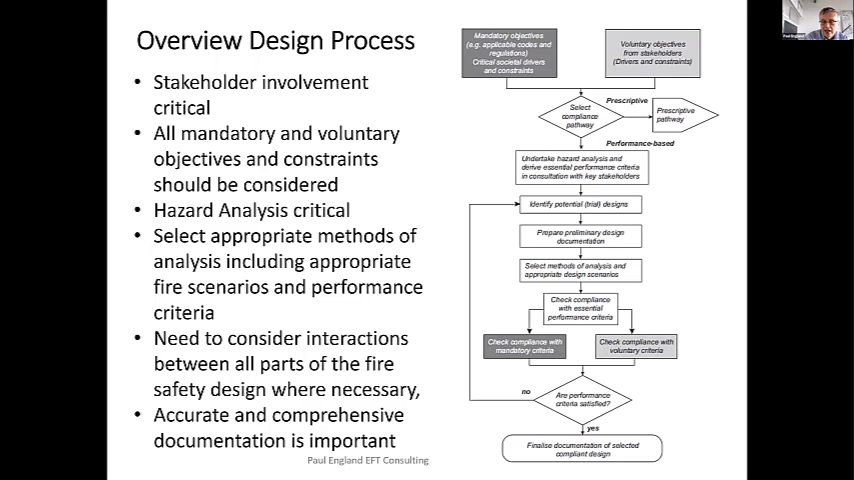 Overview Design Process
• Stakeholder involvement
critical
• All mandatory and voluntary
objectives and constraints
should be considered
• Hazard Analysis critical
• Select appropriate methods of
analysis including appropriate
fire scenarios and performance
criteria
• Need to consider interactions
between all parts of the fire
safety design where necessary,
• Accurate and comprehensive
documentation is important
Paul England EFT Consulting
Mandatory objectives
(e.g. applicable codes and
regulations)
Critical societal drivers
and constraints
Voluntary objectives
from stakeholders
(Drivers and constraints)
Select
compliance
pathway
Prescriptive
Prescriptive
pathway
Performance-based
Undertake hazard analysis and
derive essential performance criteria
in consultation with key stakeholders
Identify potential (trial) designs
Prepare preliminary design
documentation
Select methods of analysis and
appropriate design scenarios
Check compliance
with essential
performance criteria
Check compliance with
mandatory criteria
Check compliance with
voluntary criteria
no
Are performance
criteria satisfied?
yes
Finalise documentation of selected
compliant design
Paul England